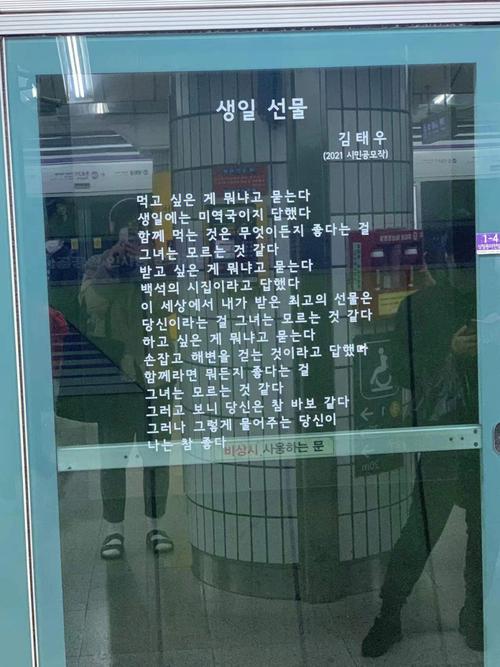 생일 선물
김태우
(2021 시민공모작)
먹고 싶은 게 뭐냐고 묻는다
생일에는 미역국이지 답했다
함께 먹는 것은 무엇이든지 좋다는 걸
그녀는 모르는 것 같다
받고 싶은 게 뭐냐고 묻는다
백석의 시집이라고 답했다
이 세상에서 내가 받은 최고의 선물은
당신이라는 걸 그녀는 모르는 것 같다
하고 싶은 게 뭐냐고 묻는다
손잡고 해변을 걷는 것이라고 답했다
함께라면 뭐든지 좋다는 걸
그녀는 모르는 것 같다
그러고 보니 당신은 참 바보 같다
그러나 그렇게 물어주는 당신이
나는 참 좋다
비상시 사용하는 문
1-4
20m